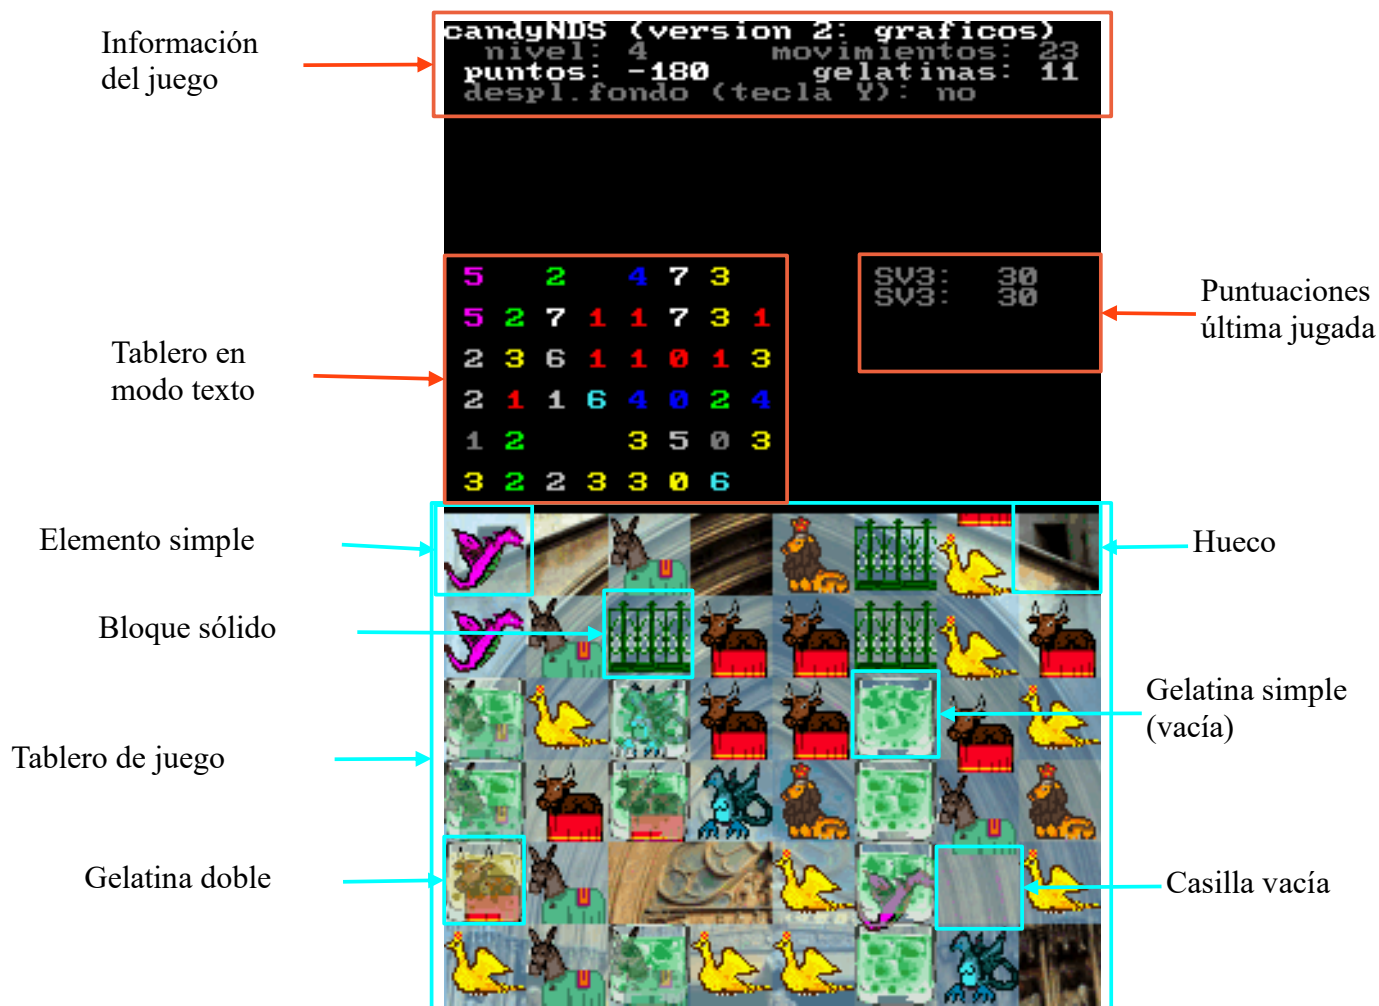 Información
del juego
candyNDS (version 2: graficos)
nivel: 4 movimientos: 23
puntos: -180 gelatinas: 11
despl.fondo (tecla Y): no
Tablero en
modo texto
5 2 4 7 3
5 2 7 1 1 7 3 1
2 3 6 1 1 0 1 3
2 1 1 6 4 0 2 4
1 2 3 5 0 3
3 2 2 3 3 0 6
SV3: 30
SV3: 30
Puntuaciones
última jugada
Elemento simple
Hueco
Bloque sólido
Gelatina simple
(vacía)
Tablero de juego
Gelatina doble
Casilla vacía